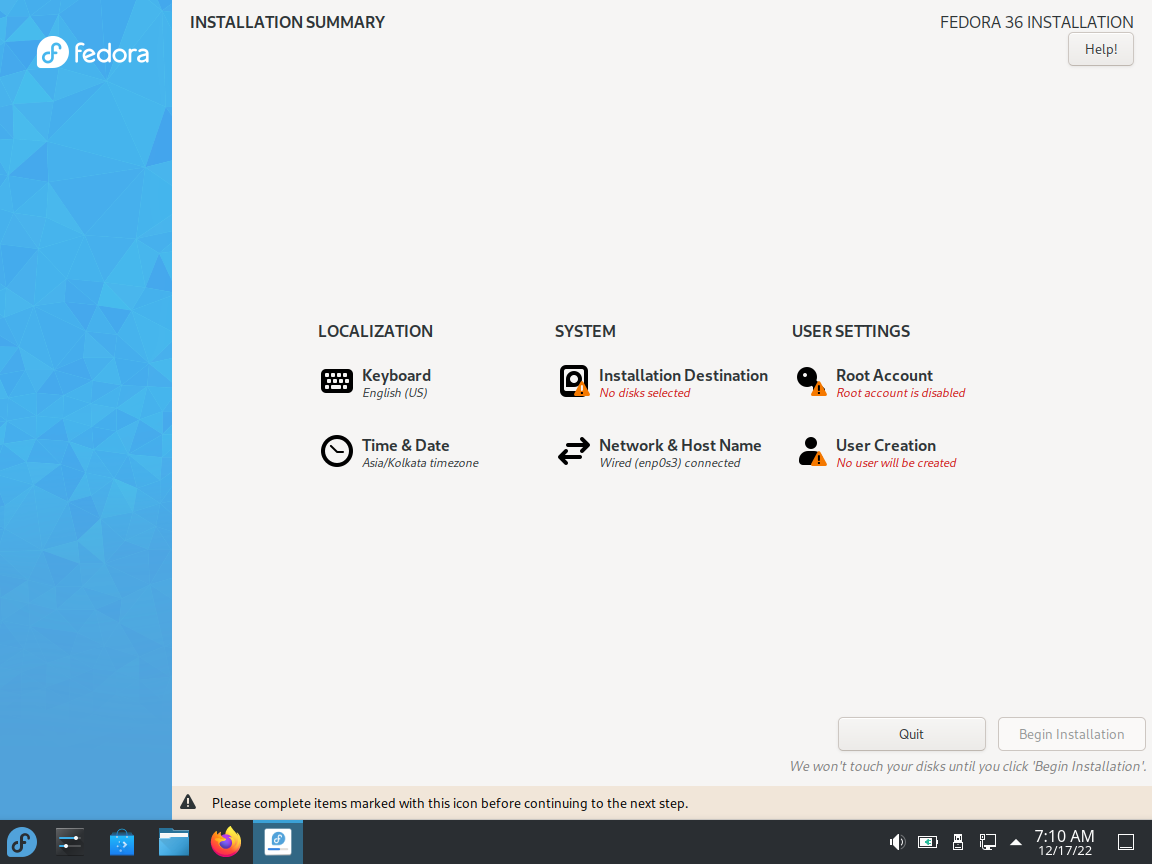 INSTALLATION SUMMARY
FEDORA 36 INSTALLATION
fedora
Help!
LOCALIZATION
Keyboard
English (US)
Time & Date
Asia/Kolkata timezone
SYSTEM
Installation Destination
No disks selected
Network & Host Name
Wired (enp0s3) connected
USER SETTINGS
Root Account
Root account is disabled
User Creation
No user will be created
Quit
Begin Installation
We won't touch your disks until you click 'Begin Installation'.
Please complete items marked with this icon before continuing to the next step.
7:10 AM
12/17/22